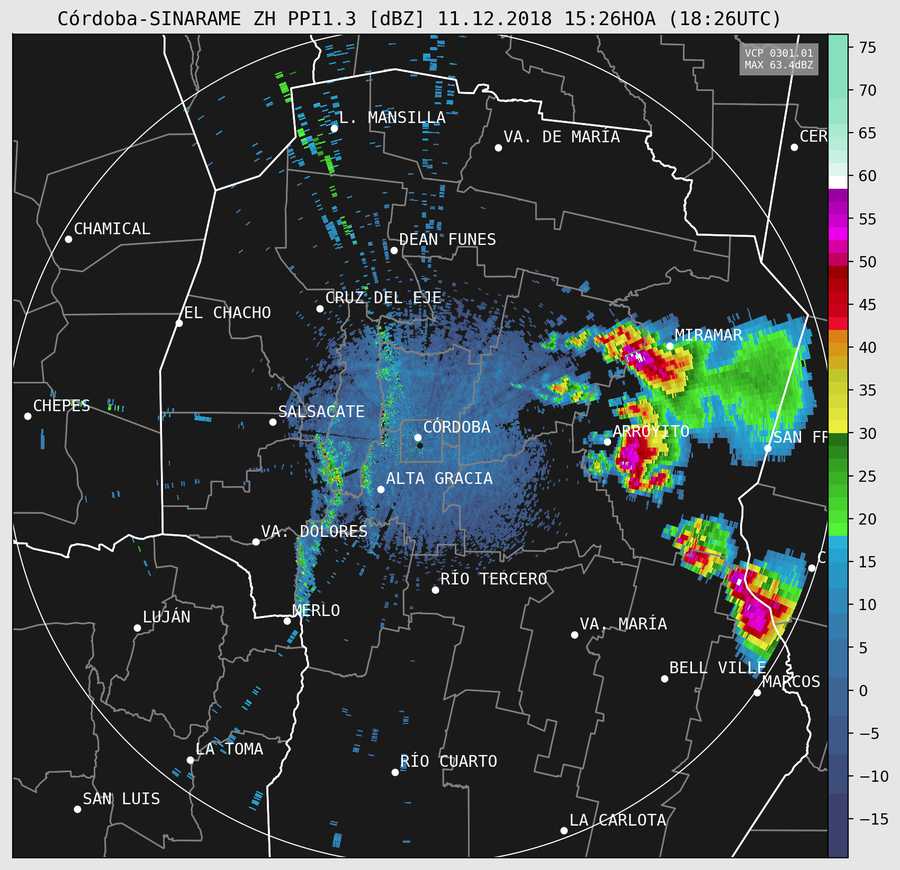 Córdoba-SINARAME ZH PPI1.3 [dBZ] 11.12.2018 15:26HOA (18:26UTC)
VCP 0301.01
MAX 63.4dBZ
75
70
65
60
55
50
45
40
35
30
25
20
15
10
5
0
−5
−10
−15
L. MANSILLA
VA. DE MARÍA
CER
CHAMICAL
DEAN FUNES
CRUZ DEL EJE
EL CHACHO
MIRAMAR
CHEPES
SALSACATE
CÓRDOBA
ARROYITO
SAN FR
ALTA GRACIA
VA. DOLORES
C
RÍO TERCERO
MERLO
LUJÁN
VA. MARÍA
BELL VILLE
MARCOS
LA TOMA
RÍO CUARTO
SAN LUIS
LA CARLOTA